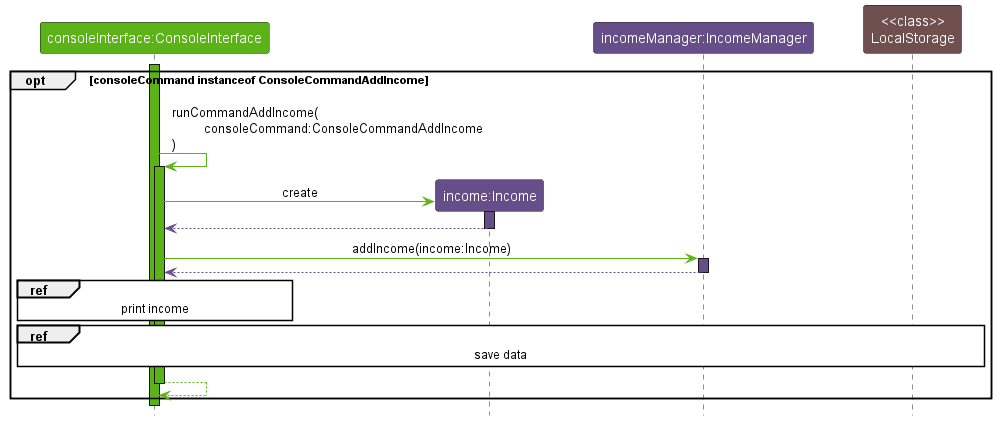 <<class>>
consoleInterface:ConsoleInterface
incomeManager:IncomeManager
LocalStorage
opt
[consoleCommand instanceof ConsoleCommandAddIncome]
runCommandAddIncome(
consoleCommand:ConsoleCommandAddIncome
)
create
income:Income
addIncome(income:Income)
ref
print income
ref
save data